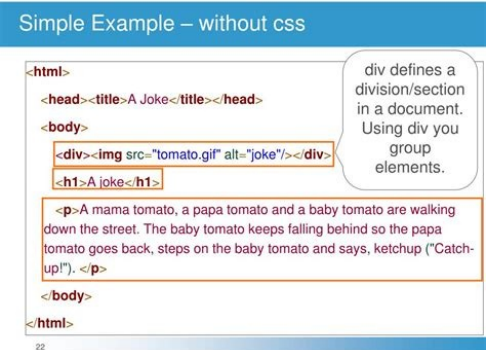 Simple Example – without css
<html>
<head><title>A Joke</title></head>
<body>
<div><img src="tomato.gif" alt="joke"/></div>
<h1>A joke</h1>
<p>A mama tomato, a papa tomato and a baby tomato are walking
down the street. The baby tomato keeps falling behind so the papa
tomato goes back, steps on the baby tomato and says, ketchup ("Catch-
up!"). </p>
</body>
</html>
div defines a
division/section
in a document.
Using div you
group
elements.
22